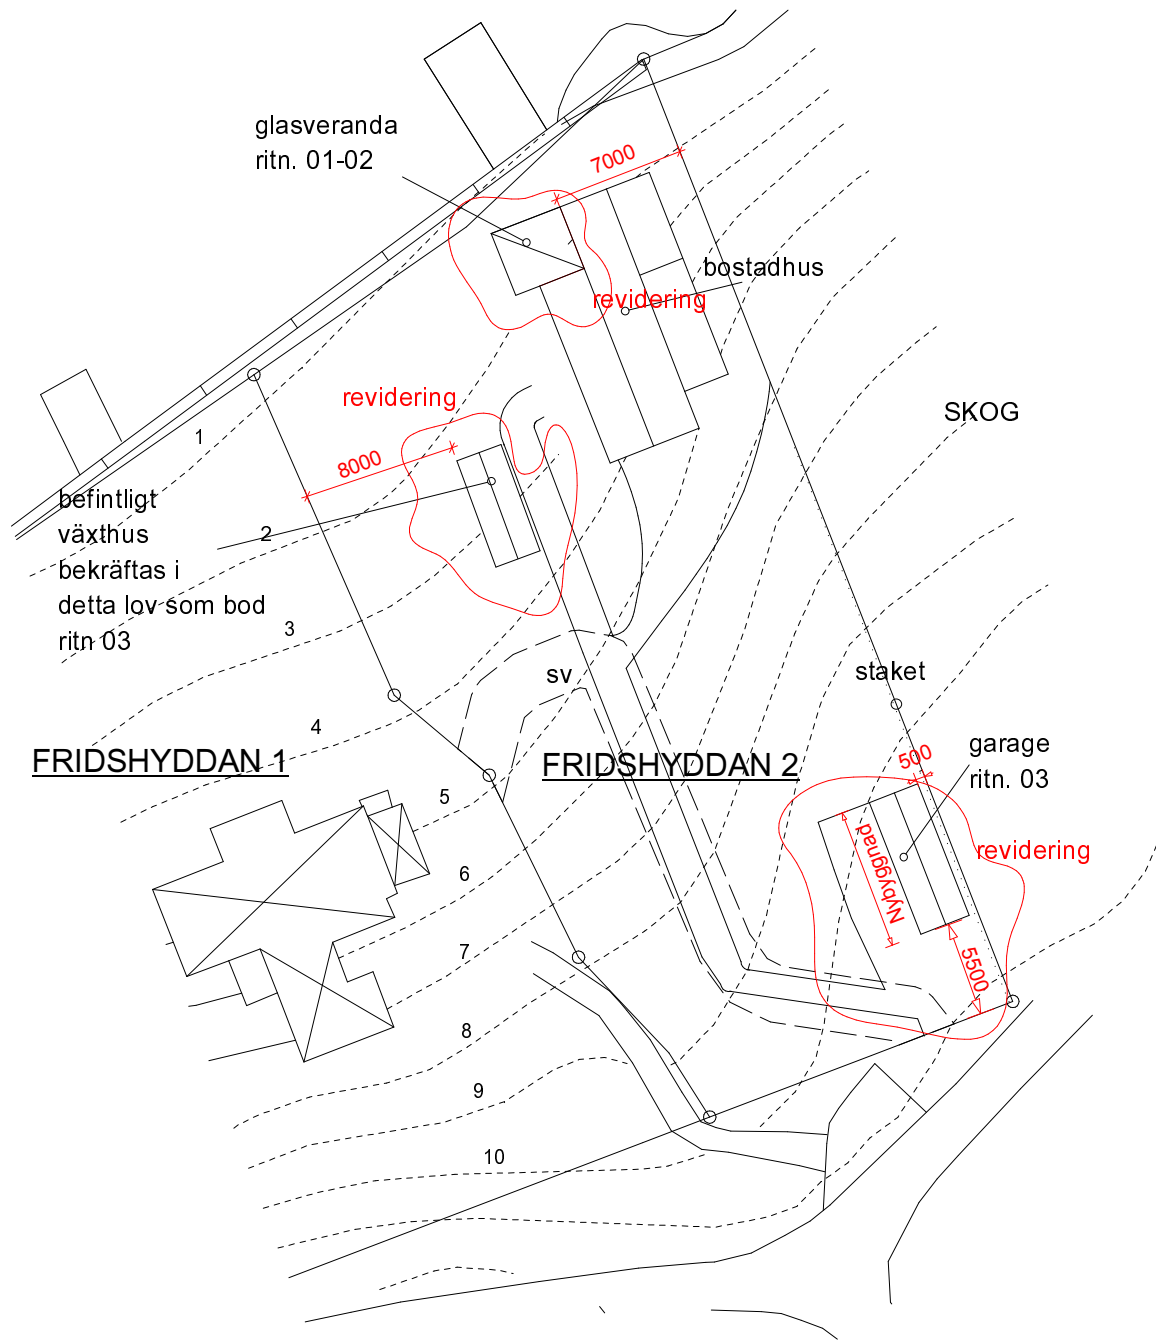 glasveranda
ritn. 01-02
7000
bostadhus
revidering
revidering
SKOG
1
8000
befintligt
växthus
bekräftas i
detta lov som bod
ritn 03
2
3
sv
staket
4
FRIDSHYDDAN 1
FRIDSHYDDAN 2
500
garage
ritn. 03
5
Nybyggnad
revidering
6
7
5500
8
9
10